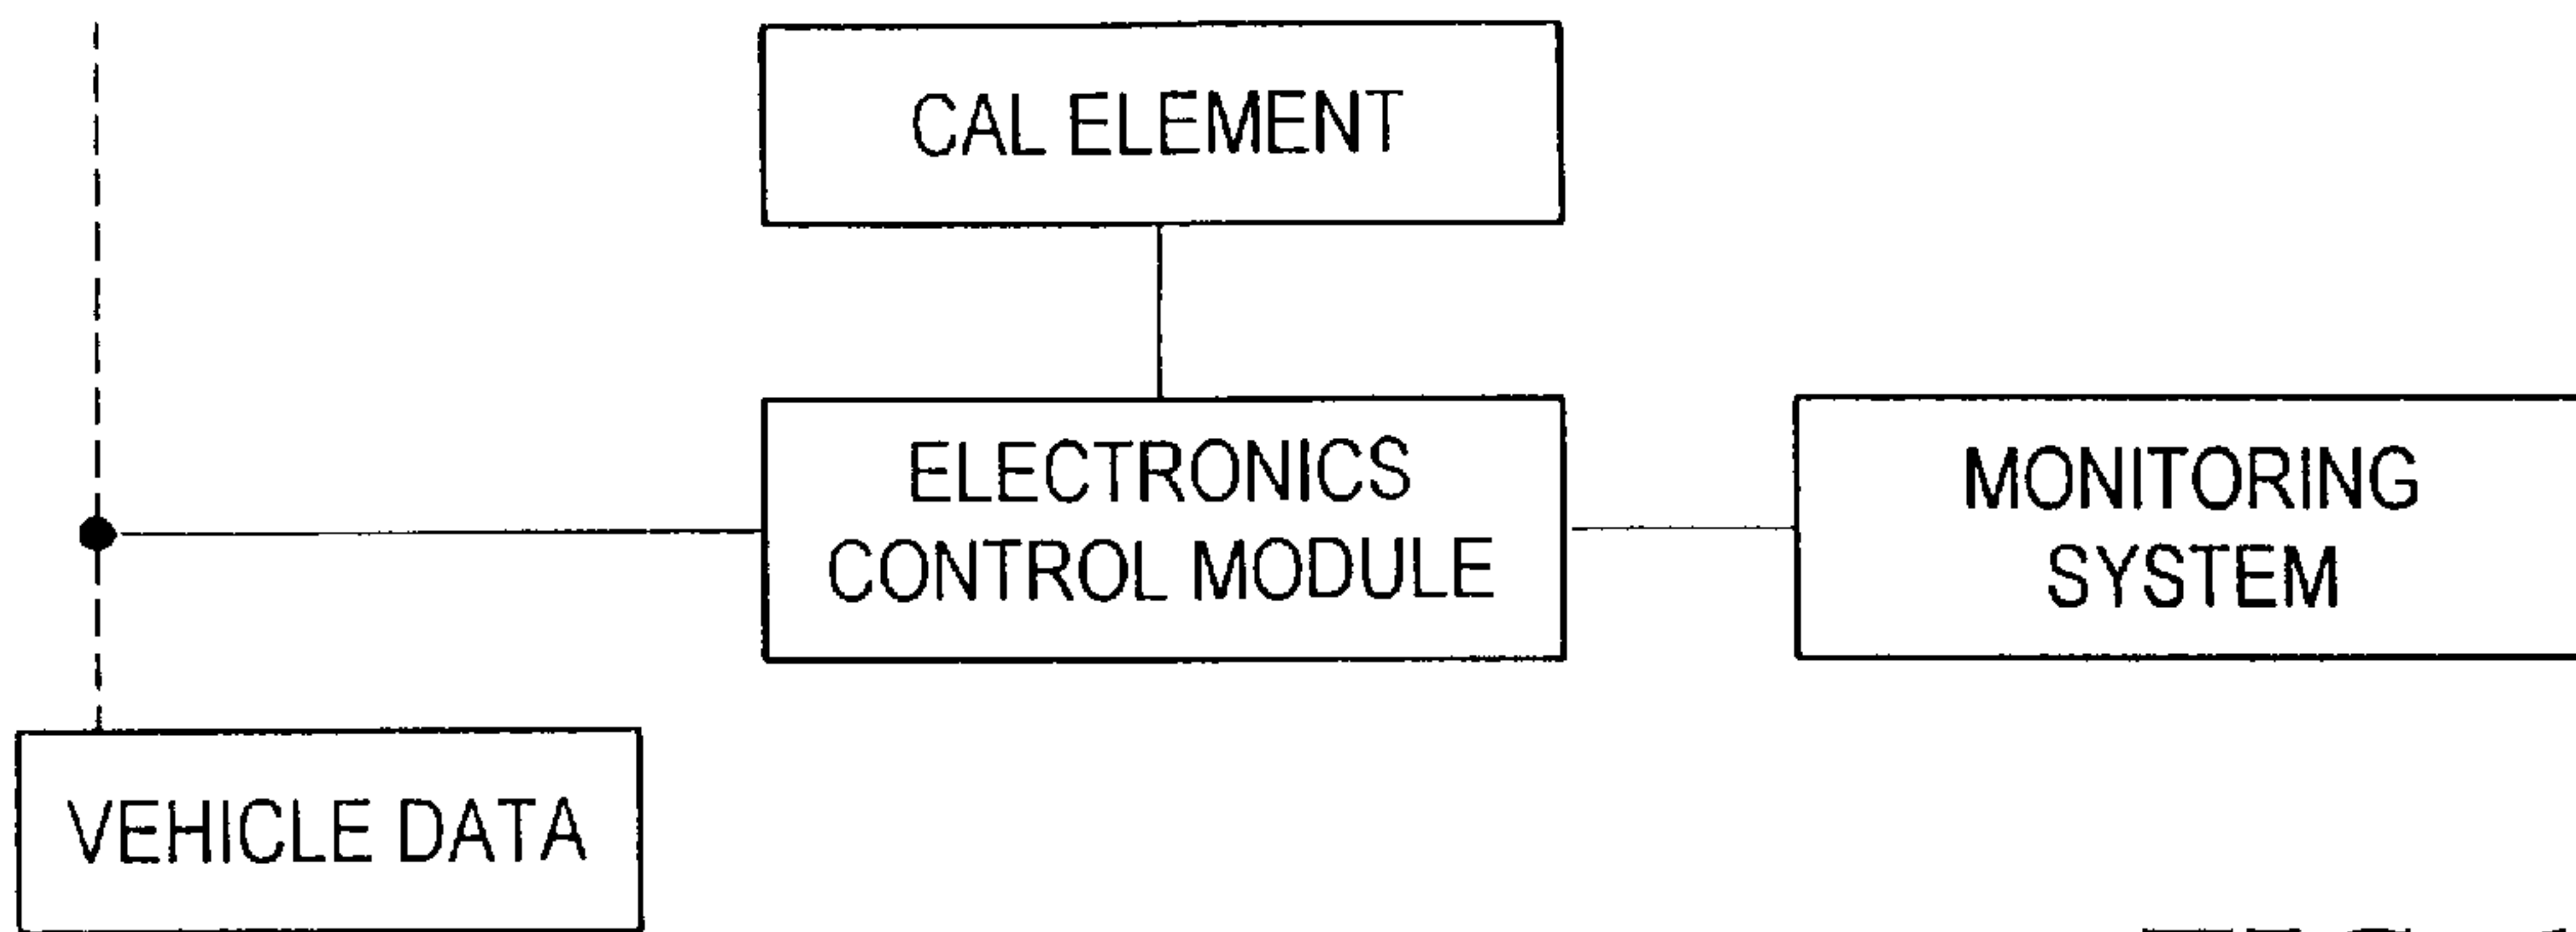 CAL ELEMENT
ELECTRONICS
CONTROL MODULE
MONITORING
SYSTEM
VEHICLE DATA